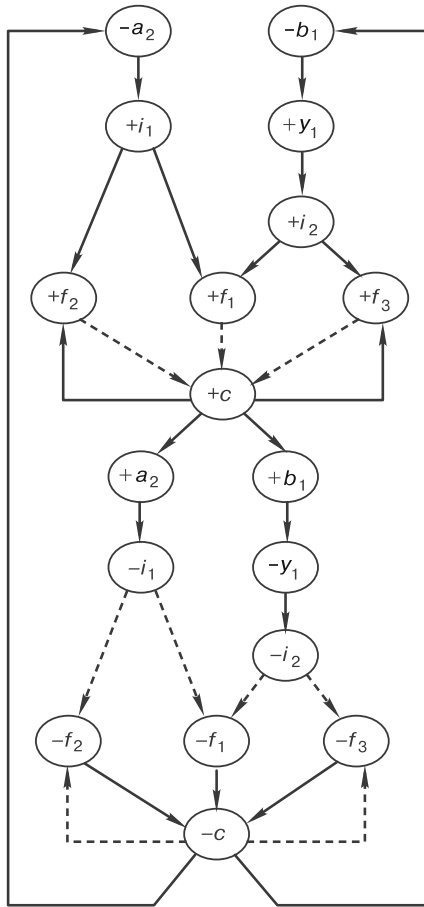 −a₂ −b₁
+i₁ +y₁
+i₂
+f₂ +f₁ +f₃
+c
+a₂ +b₁
−i₁ −y₁
−i₂
−f₂ −f₁ −f₃
−c